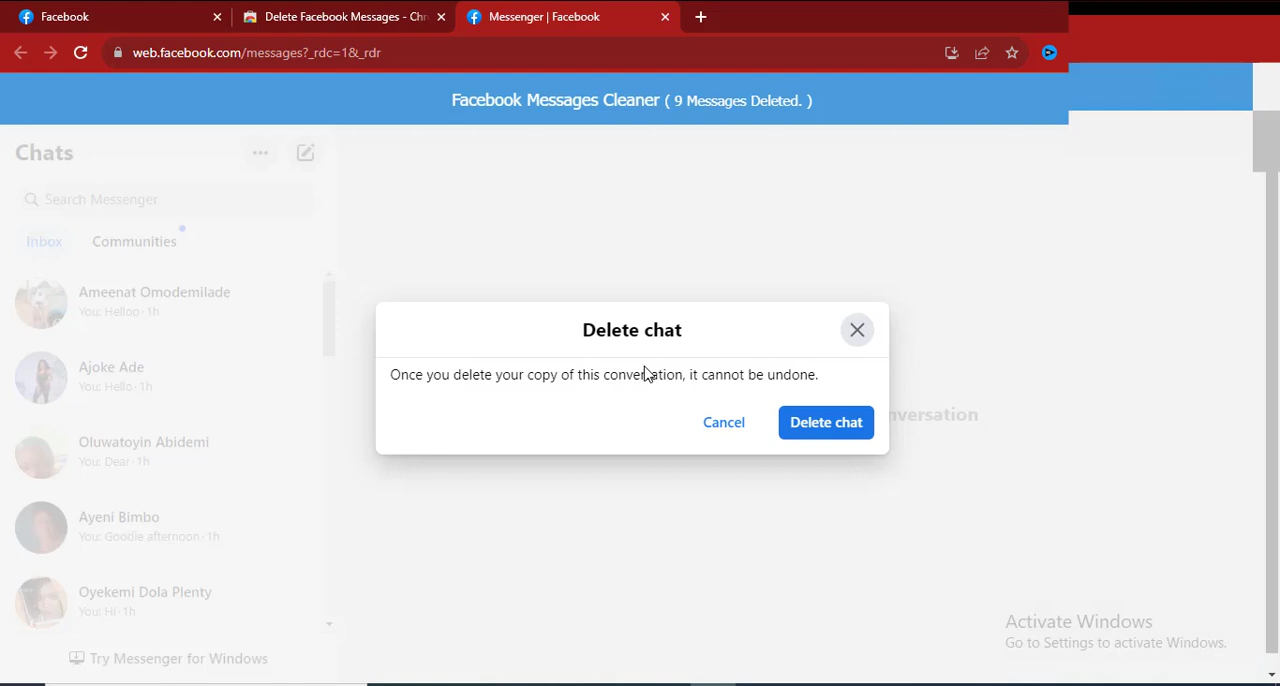 Facebook
Delete Facebook Messages - Chr
Messenger | Facebook
web.facebook.com/messages?_rdc=1&_rdr
Facebook Messages Cleaner ( 9 Messages Deleted. )
Chats
Search Messenger
Inbox
Communities
Ameenat Omodemilade
You: Helloo · 1h
Ajoke Ade
You: Hello · 1h
Oluwatoyin Abidemi
You: Dear · 1h
Ayeni Bimbo
You: Goodie afternoon · 1h
Oyekemi Dola Plenty
You: Hi · 1h
Try Messenger for Windows
Delete chat
Once you delete your copy of this conversation, it cannot be undone.
Cancel
Delete chat
nversation
Activate Windows
Go to Settings to activate Windows.